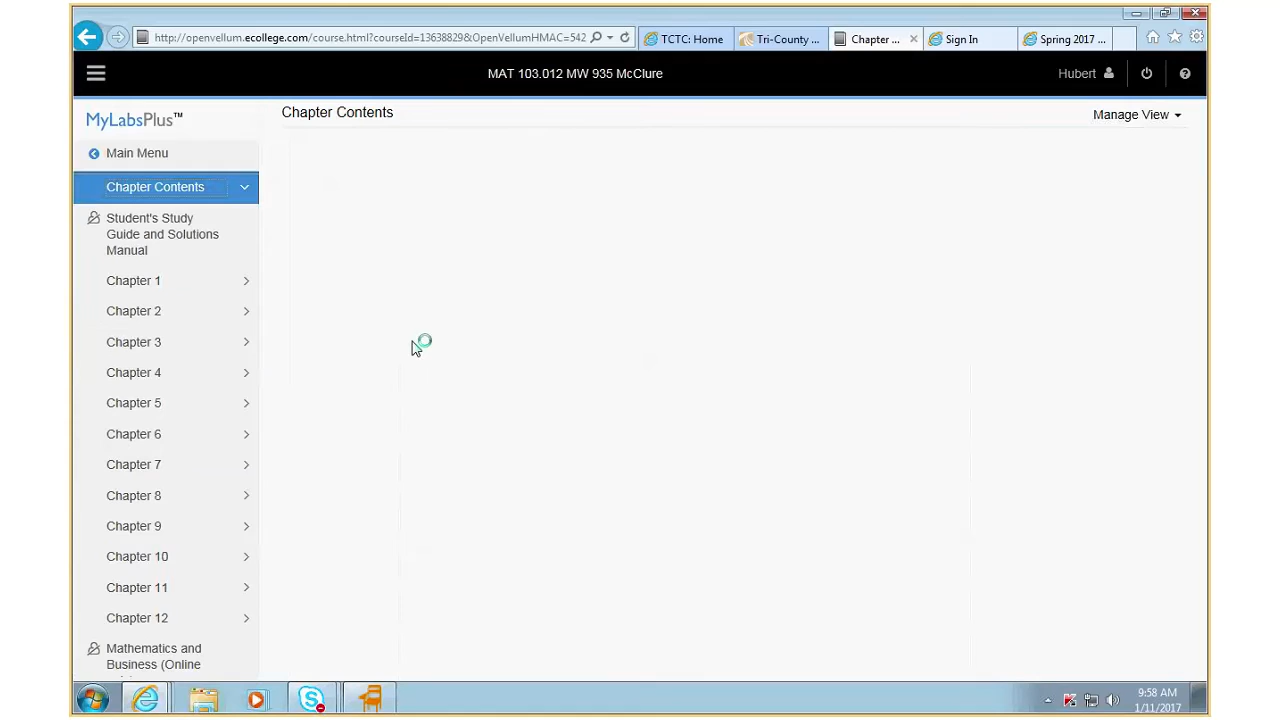 http://openvellum.ecollege.com/course.html?courseId=13638829&OpenVellumHMAC=542
TCTC: Home
Tri-County ...
Chapter ...
Sign In
Spring 2017 ...
MAT 103.012 MW 935 McClure
Hubert
MyLabsPlus™
Chapter Contents
Manage View
Main Menu
Chapter Contents
Student's Study
Guide and Solutions
Manual
Chapter 1
Chapter 2
Chapter 3
Chapter 4
Chapter 5
Chapter 6
Chapter 7
Chapter 8
Chapter 9
Chapter 10
Chapter 11
Chapter 12
Mathematics and
Business (Online
9:58 AM
1/11/2017